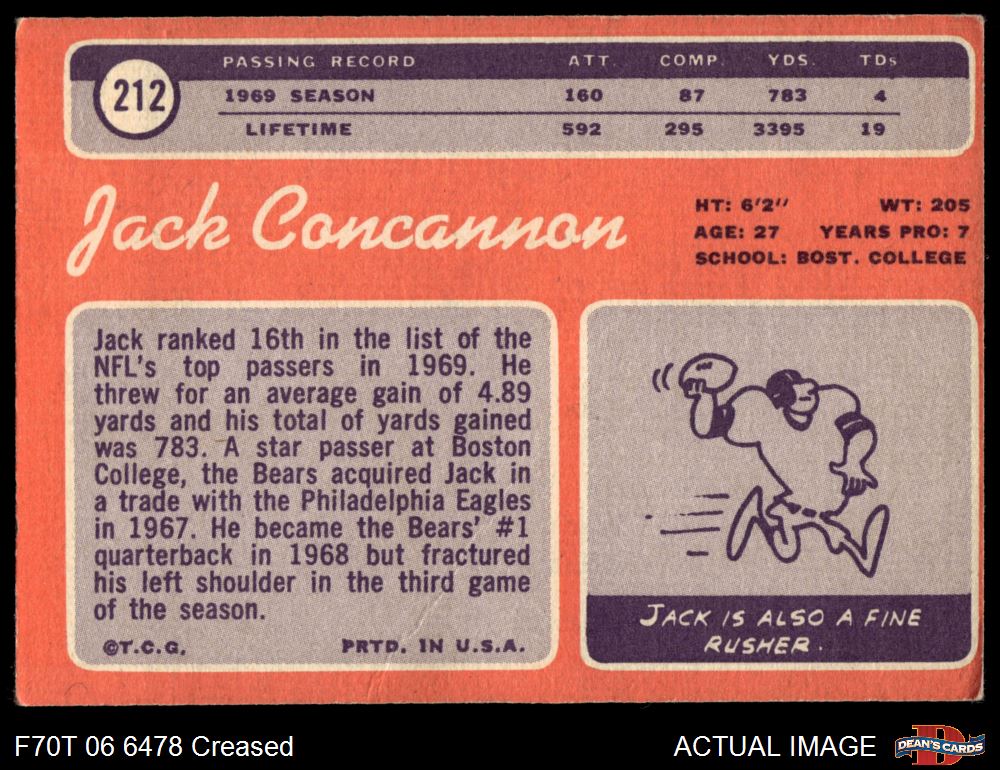 PASSING RECORD ATT. COMP. YDS. TDs
212
1969 SEASON 160 87 783 4
LIFETIME 592 295 3395 19
Jack Concannon
HT: 6'2" WT: 205
AGE: 27 YEARS PRO: 7
SCHOOL: BOST. COLLEGE
Jack ranked 16th in the list of the
NFL's top passers in 1969. He
threw for an average gain of 4.89
yards and his total of yards gained
was 783. A star passer at Boston
College, the Bears acquired Jack in
a trade with the Philadelphia Eagles
in 1967. He became the Bears' #1
quarterback in 1968 but fractured
his left shoulder in the third game
of the season.
©T.C.G. PRTD. IN U.S.A.
JACK IS ALSO A FINE
RUSHER.
F70T 06 6478 Creased
ACTUAL IMAGE
DEAN'S CARDS